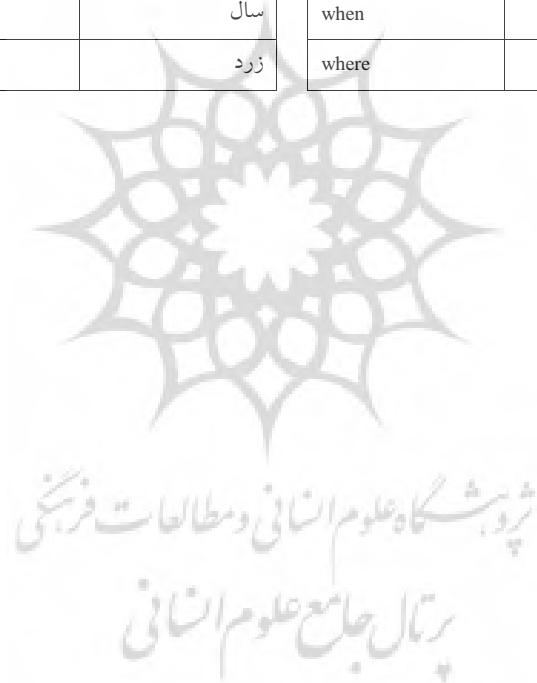 سال
when
زرد
where
پژوهشگاه علوم انسانی و مطالعات فرهنگی
پرتال جامع علوم انسانی